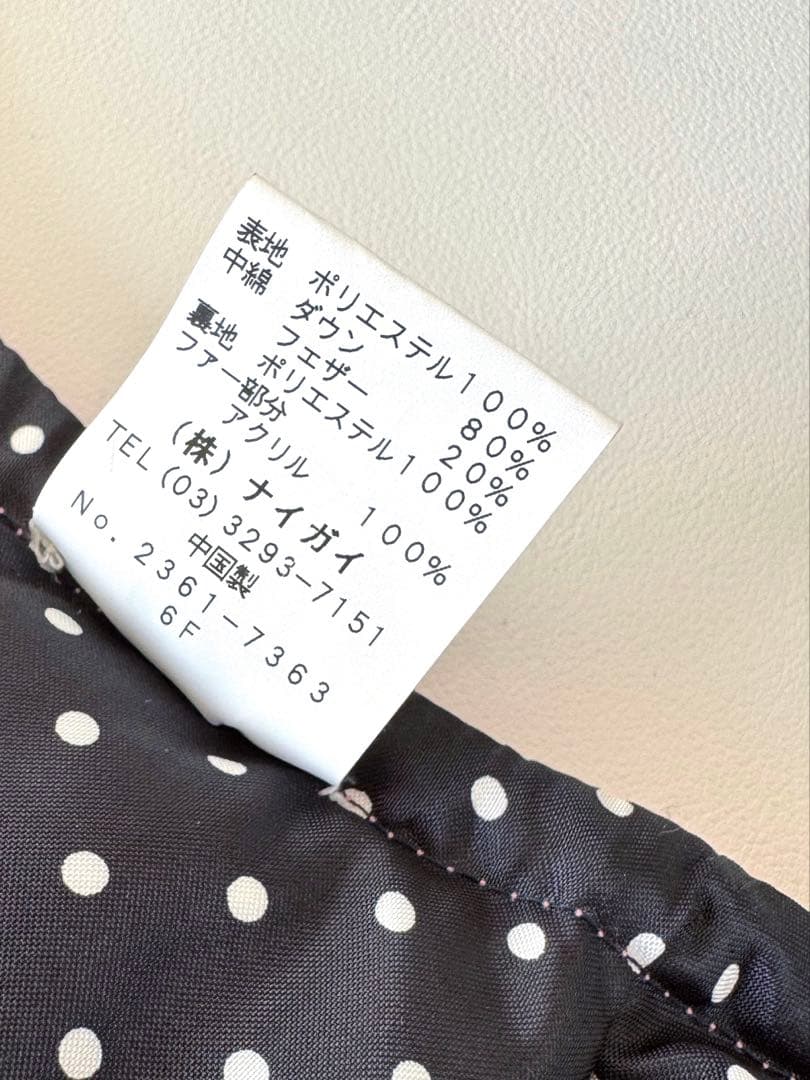 表地 ポリエステル100%
中綿 ダウン 80%
フェザー 20%
裏地 ポリエステル100%
ファー部分
アクリル 100%
(株)ナイガイ
TEL(03)3293-7151
中国製
No. 2361-7363
6F